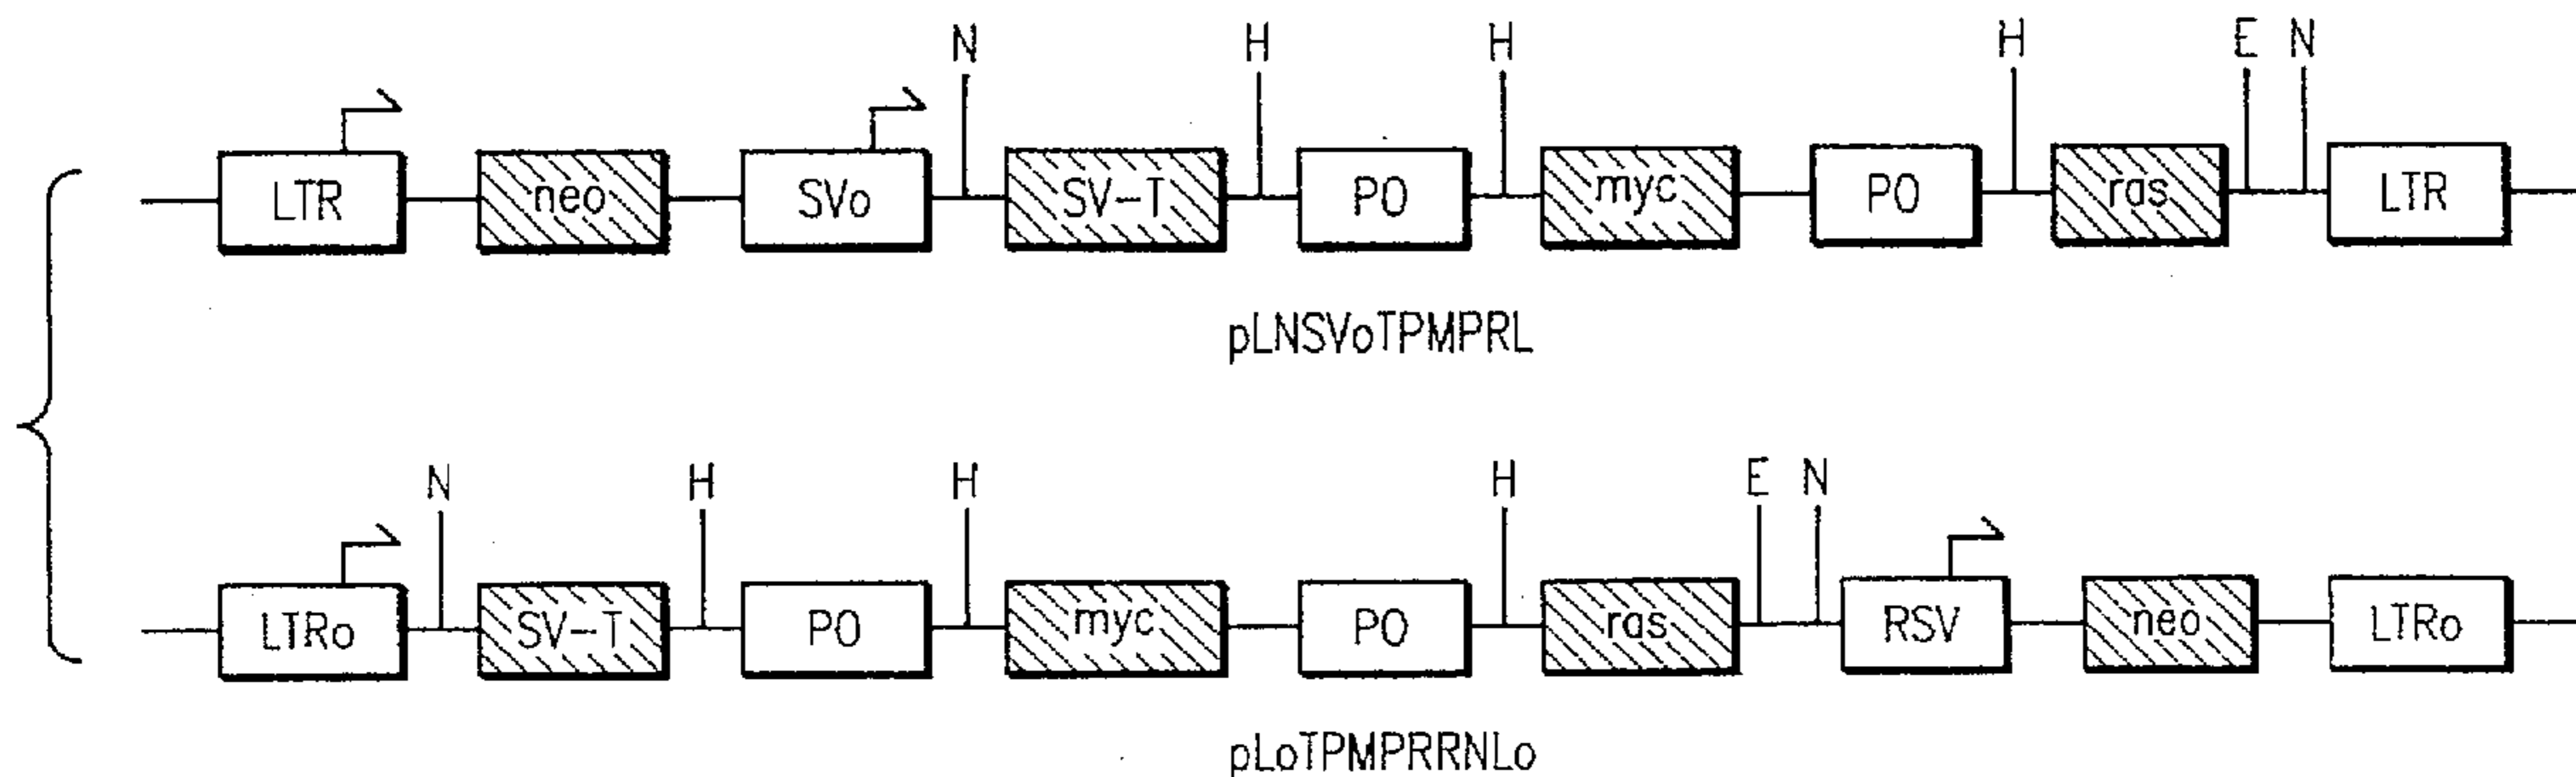 N H H H E N
LTR neo SVo SV-T PO myc PO ras LTR
pLNSVoTPMPRL
N H H H E N
LTRo SV-T PO myc PO ras RSV neo LTRo
pLoTPMPRRNLo